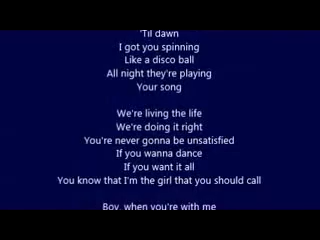 'Til dawn
I got you spinning
Like a disco ball
All night they're playing
Your song
We're living the life
We're doing it right
You're never gonna be unsatisfied
If you wanna dance
If you want it all
You know that I'm the girl that you should call
Boy, when you're with me